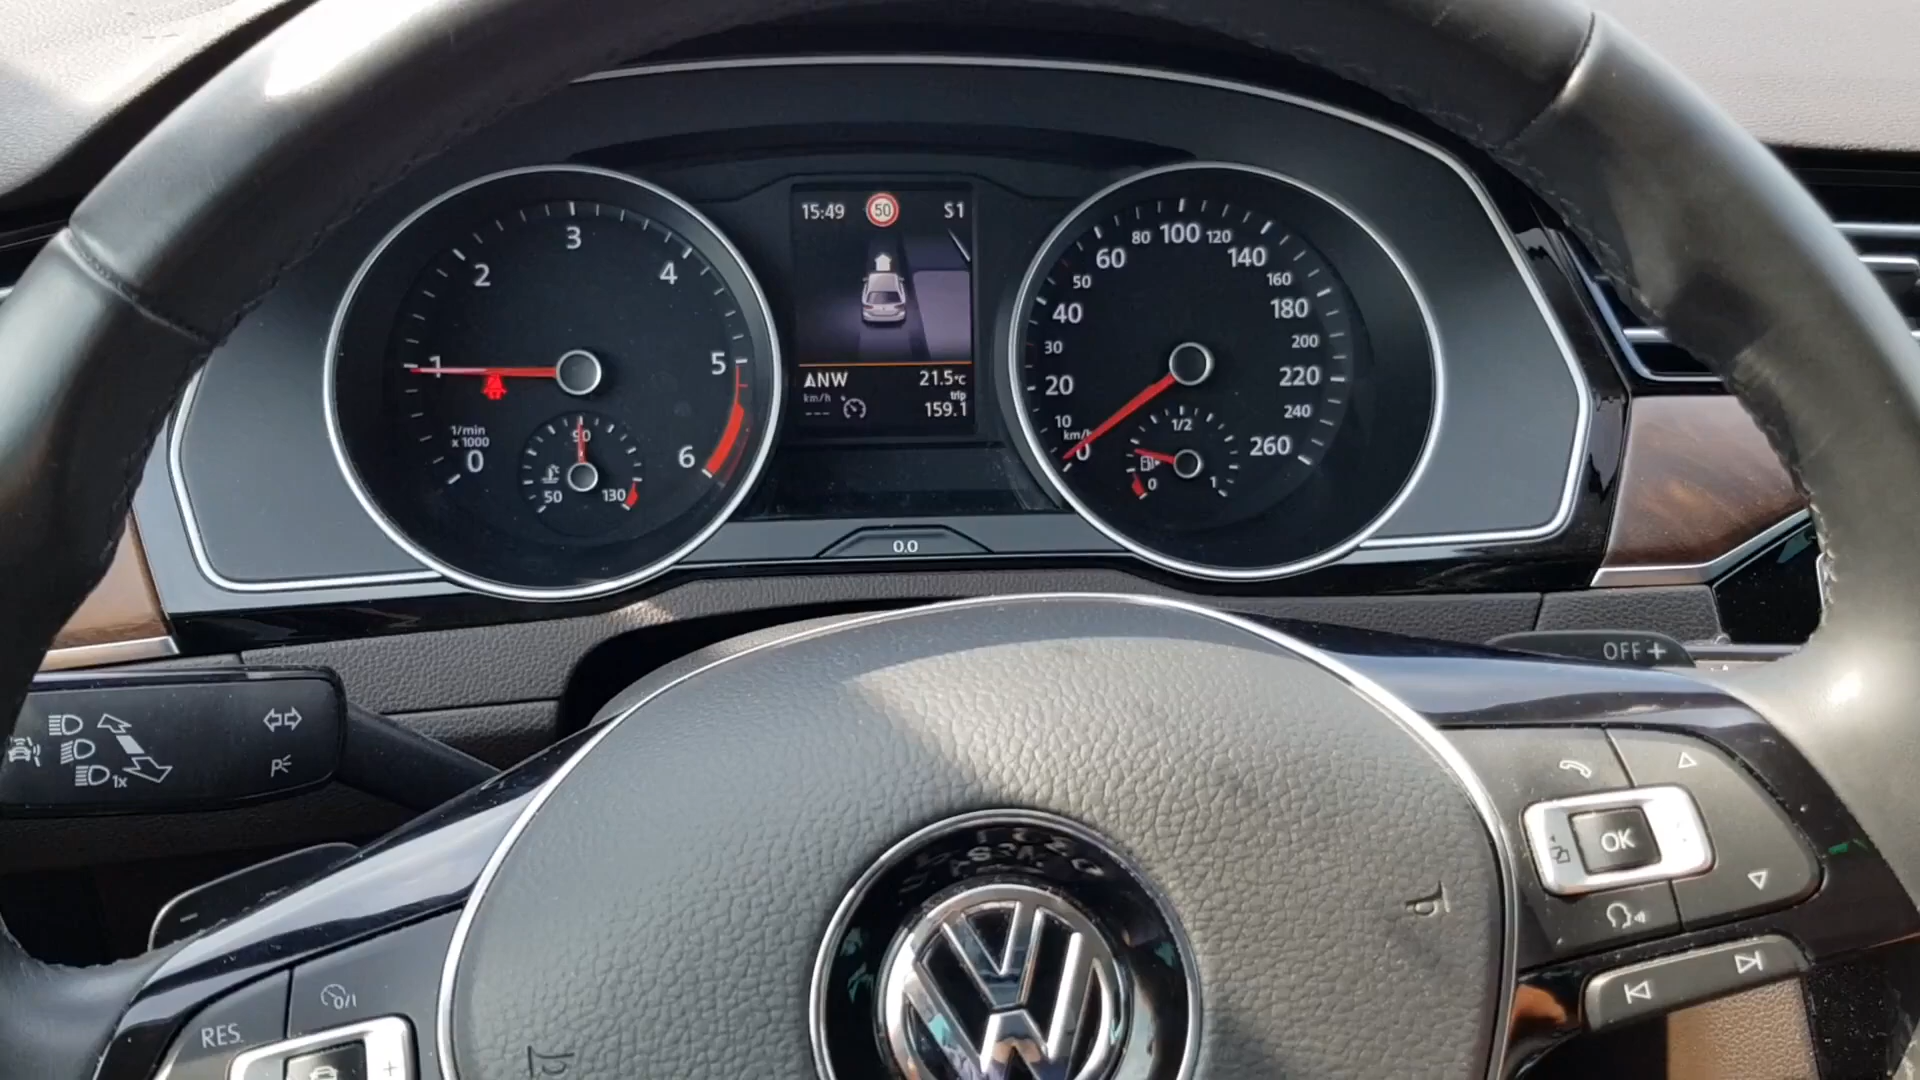 15:49 50 S1
ANW 21.5°C
km/h trip
--- 159.1
0.0
0
1
2
3
4
5
6
1/min
x 1000
50
90
130
km/h
0
10
20
30
40
50
60
80
100
120
140
160
180
200
220
240
260
0
1/2
1
OFF+
1x
P
OK
RES.
0/I
+
-